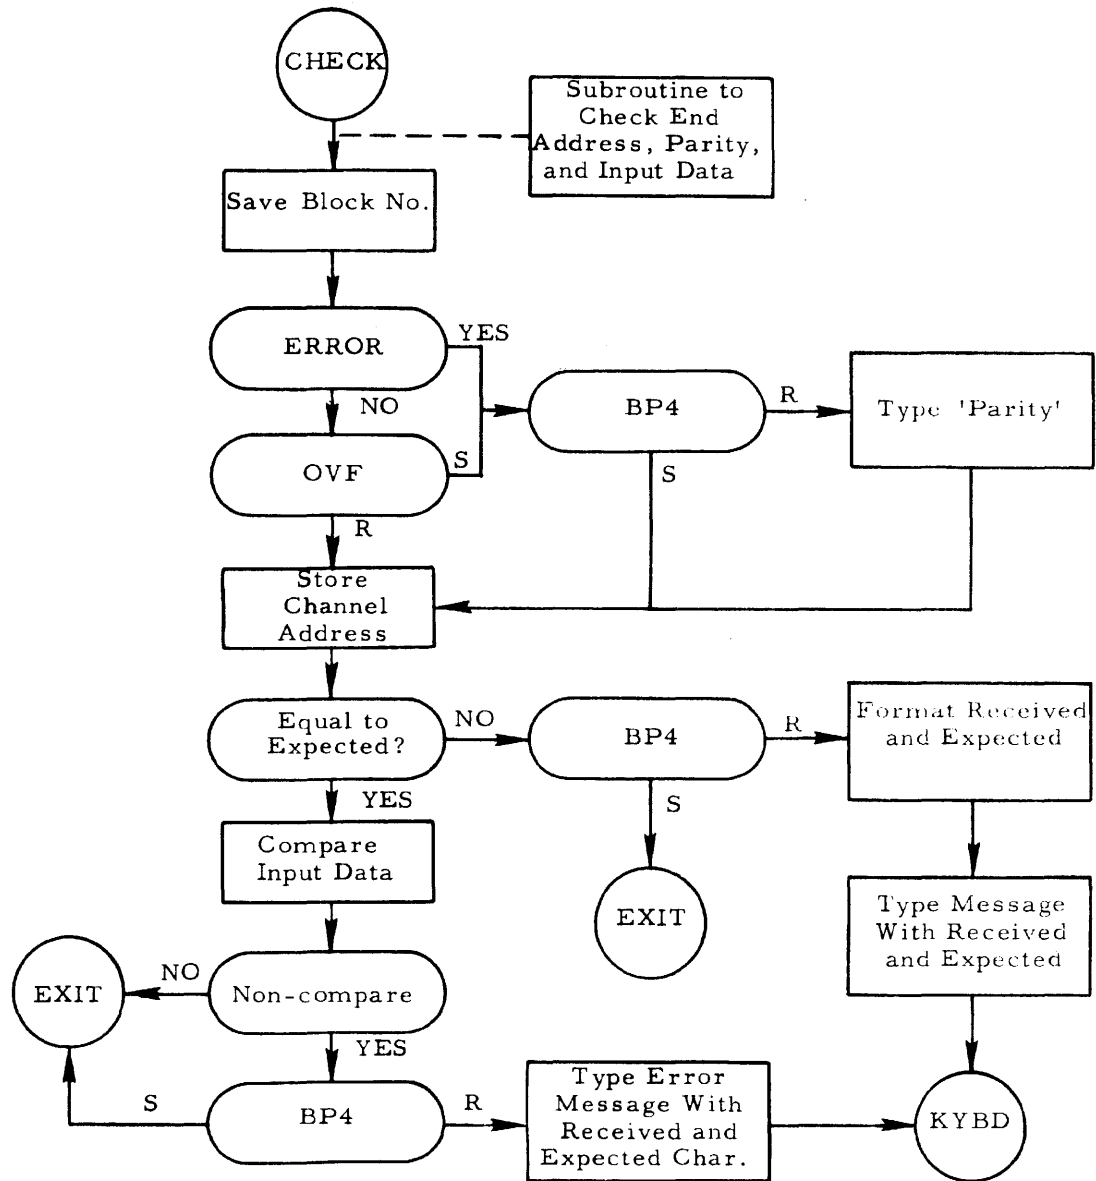 CHECK
Subroutine to
Check End
Address, Parity,
and Input Data
Save Block No.
ERROR
YES
NO
BP4
R
Type 'Parity'
OVF
S
S
R
Store
Channel
Address
Equal to
Expected?
NO
BP4
R
Format Received
and Expected
YES
S
Compare
Input Data
EXIT
Type Message
With Received
and Expected
EXIT
NO
Non-compare
YES
S
BP4
R
Type Error
Message With
Received and
Expected Char.
KYBD